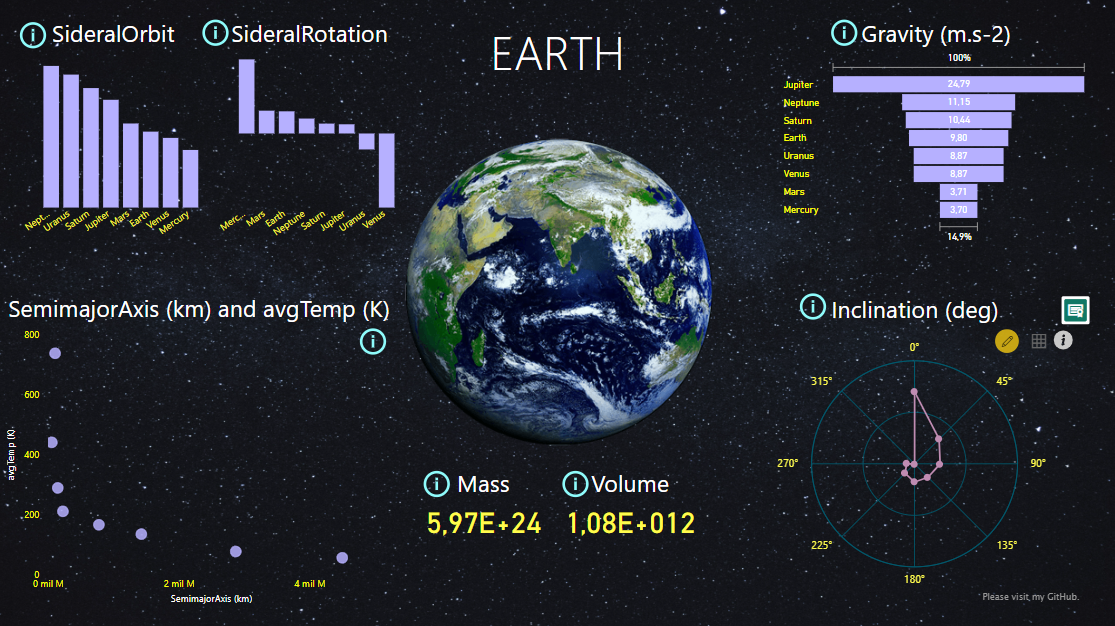 SideralOrbit
SideralRotation
EARTH
Gravity (m.s-2)
Nept...
Uranus
Saturn
Jupiter
Mars
Earth
Venus
Mercury
Merc...
Mars
Earth
Neptune
Saturn
Jupiter
Uranus
Venus
100%
Jupiter 24,79
Neptune 11,15
Saturn 10,44
Earth 9,80
Uranus 8,87
Venus 8,87
Mars 3,71
Mercury 3,70
14,9%
SemimajorAxis (km) and avgTemp (K)
800
600
400
200
0
avgTemp (K)
0 mil M
2 mil M
4 mil M
SemimajorAxis (km)
Mass
Volume
5,97E+24
1,08E+012
Inclination (deg)
0°
45°
90°
135°
180°
225°
270°
315°
Please visit my GitHub.